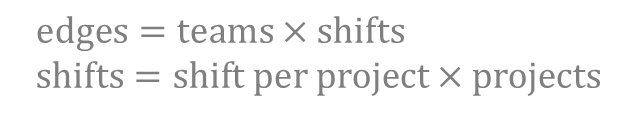 edges = teams × shifts
shifts = shift per project × projects